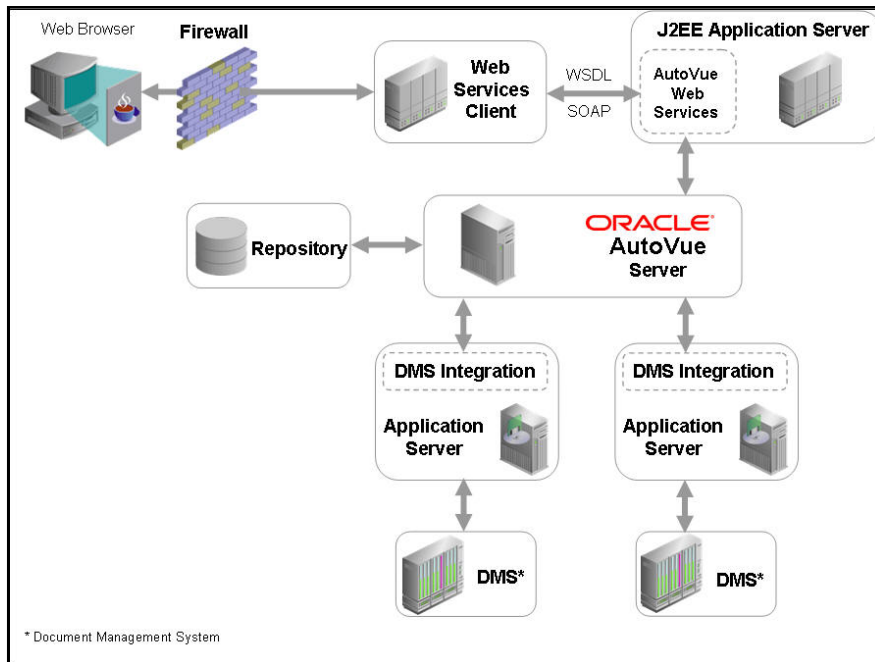 Web Browser
Firewall
J2EE Application Server
Web
Services
Client
WSDL
SOAP
AutoVue
Web
Services
Repository
ORACLE®
AutoVue
Server
DMS Integration
Application
Server
DMS Integration
Application
Server
DMS*
DMS*
* Document Management System